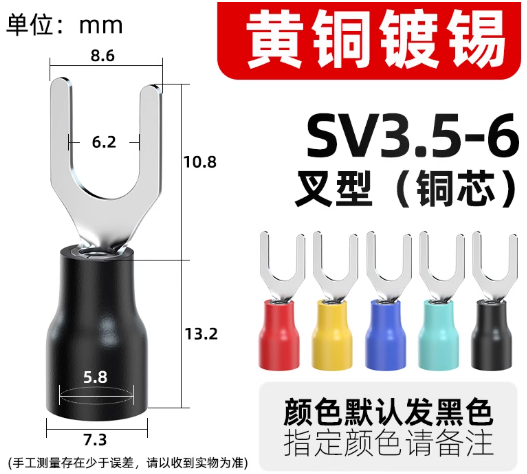 单位：mm
黄铜镀锡
8.6
6.2
10.8
SV3.5-6
叉型（铜芯）
13.2
5.8
7.3
颜色默认发黑色
指定颜色请备注
(手工测量存在少于误差，请以收到实物为准)